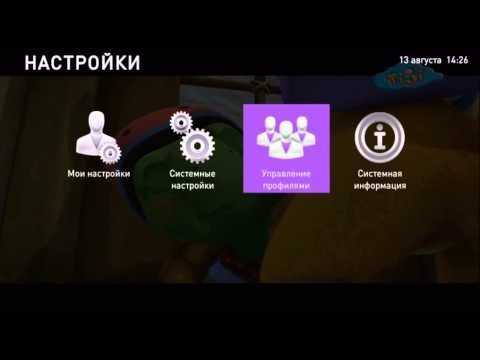 НАСТРОЙКИ
13 августа 14:26
Мои настройки
Системные
настройки
Управление
профилями
Системная
информация